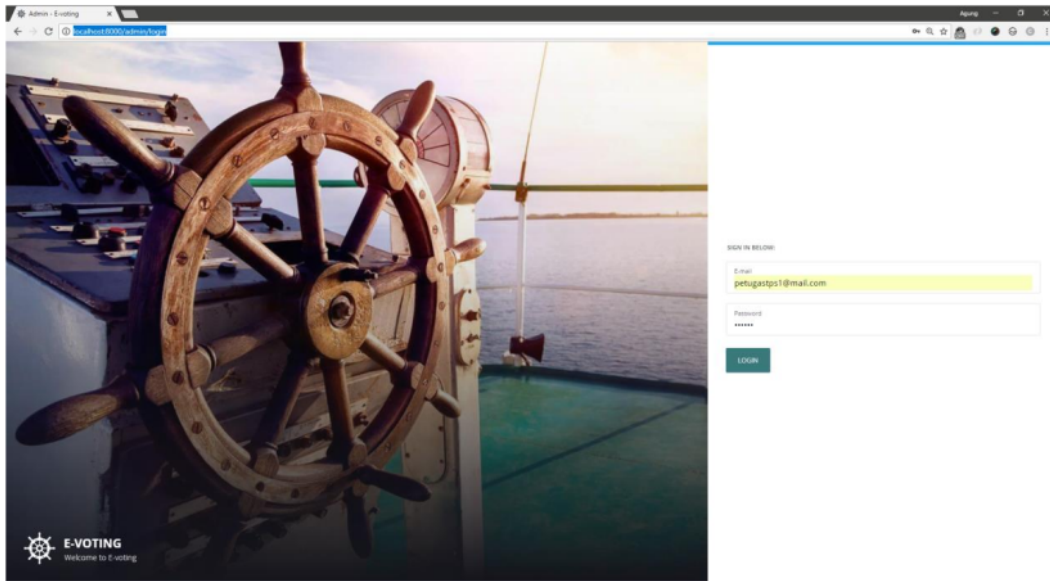 Admin - E-voting
Agung
localhost:8000/admin/login
SIGN IN BELOW:
E-mail
petugastps1@mail.com
Password
••••••
LOGIN
E-VOTING
Welcome to E-voting